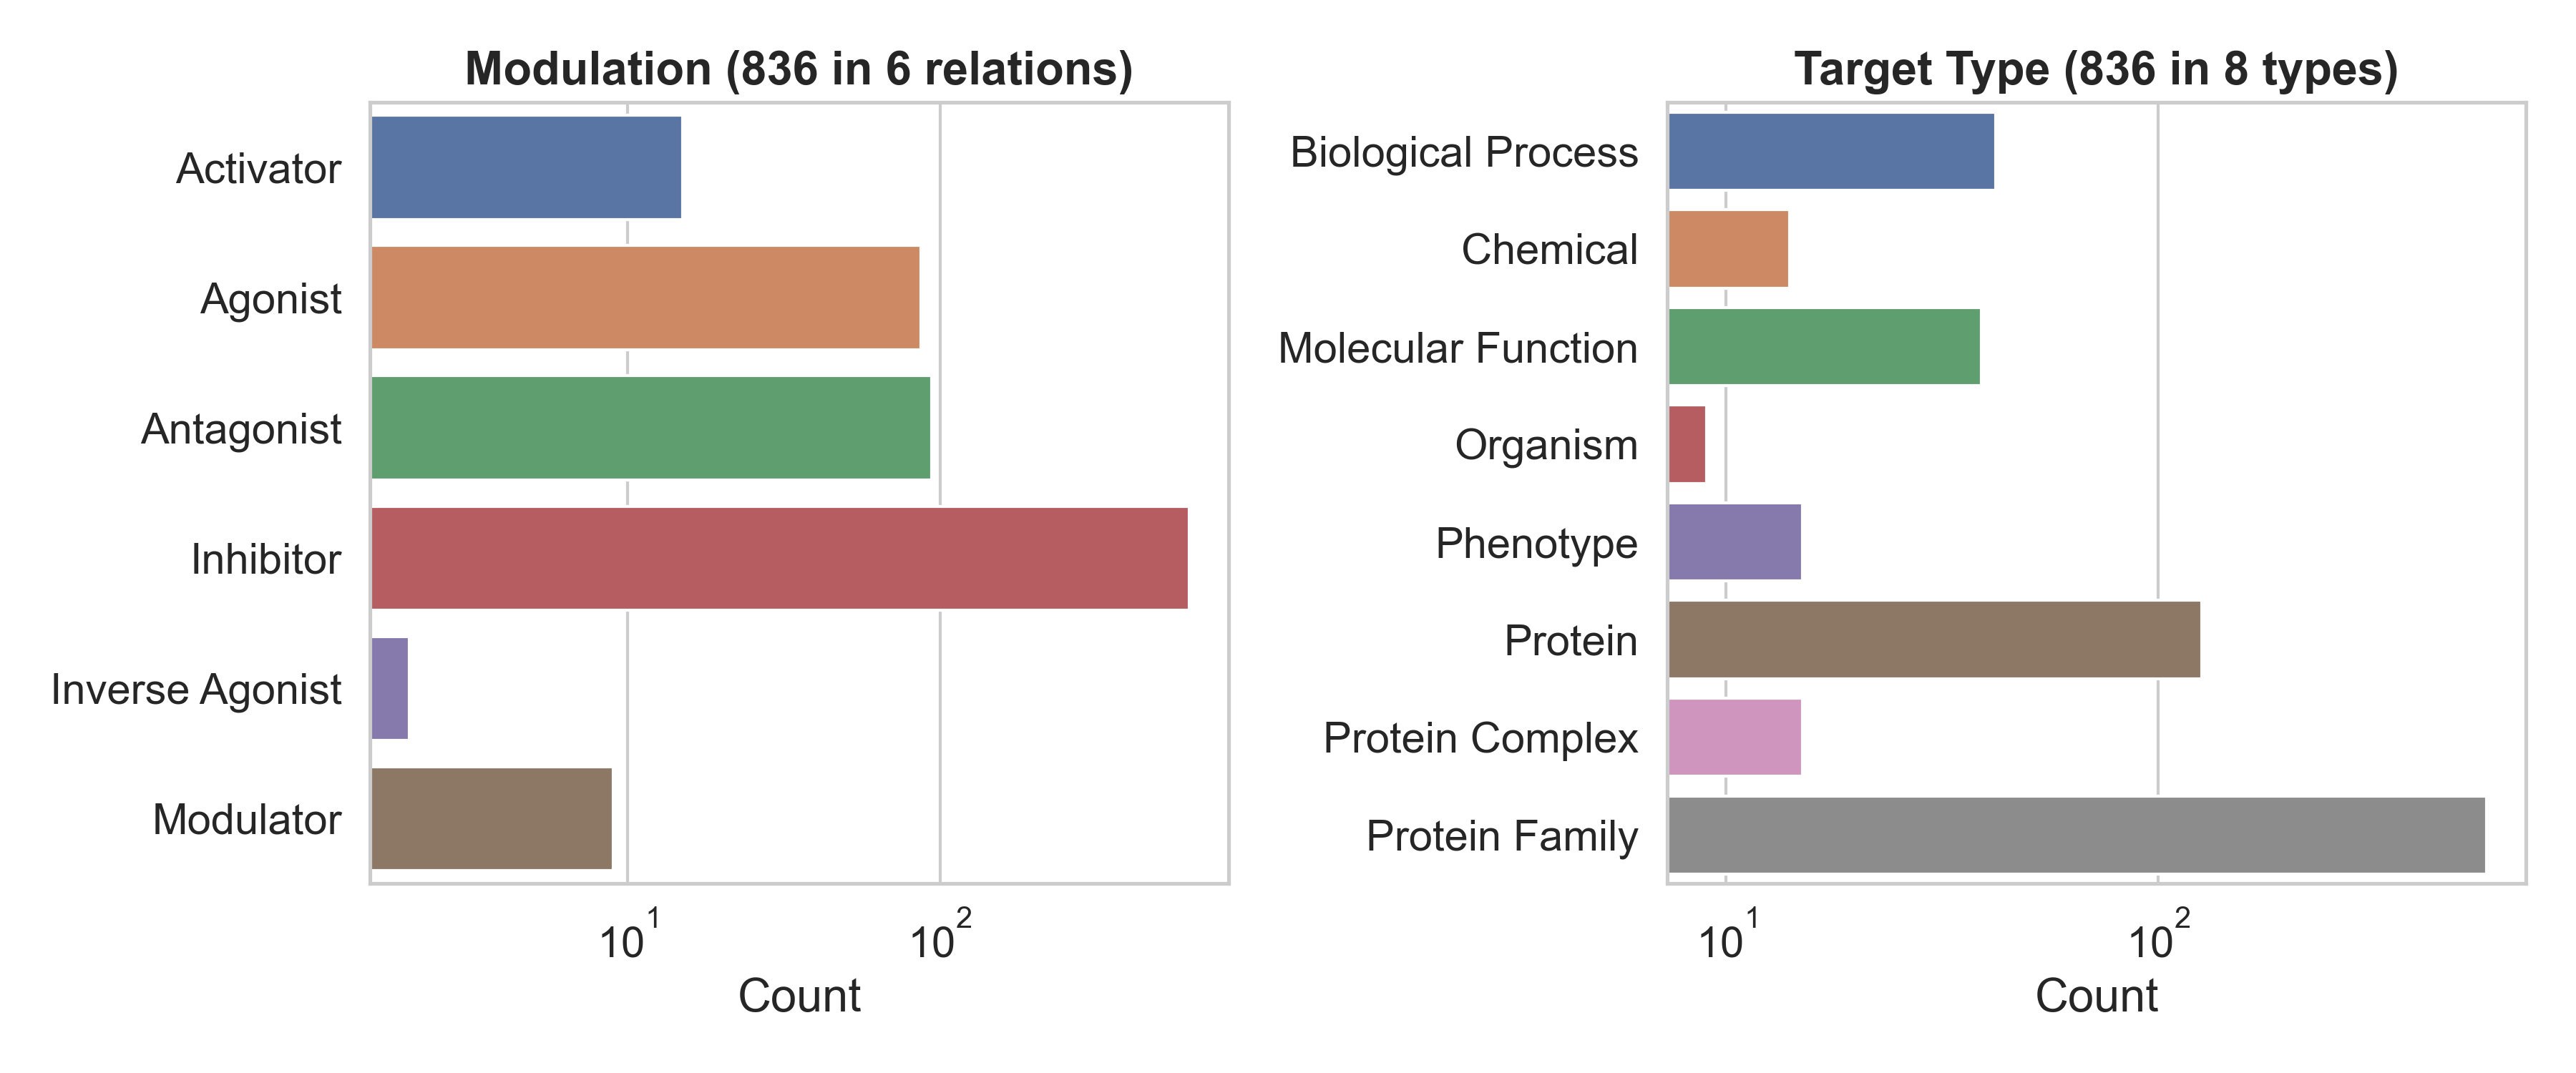 Modulation (836 in 6 relations)
Activator
Agonist
Antagonist
Inhibitor
Inverse Agonist
Modulator
10¹ 10²
Count
Target Type (836 in 8 types)
Biological Process
Chemical
Molecular Function
Organism
Phenotype
Protein
Protein Complex
Protein Family
10¹ 10²
Count